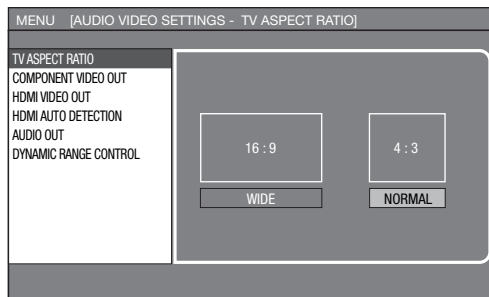 MENU [AUDIO VIDEO SETTINGS - TV ASPECT RATIO]
TV ASPECT RATIO
COMPONENT VIDEO OUT
HDMI VIDEO OUT
HDMI AUTO DETECTION
AUDIO OUT
DYNAMIC RANGE CONTROL
16 : 9
4 : 3
WIDE
NORMAL